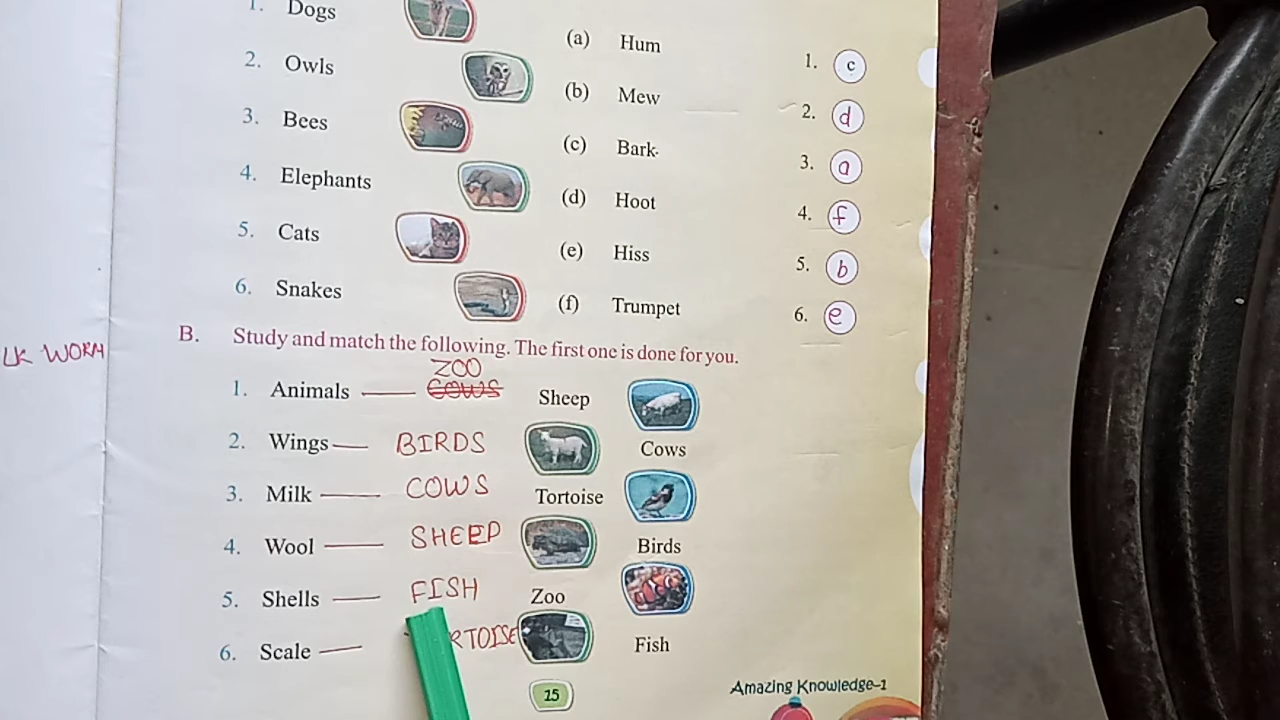 1. Dogs (a) Hum 1. c
2. Owls (b) Mew 2. d
3. Bees (c) Bark 3. a
4. Elephants (d) Hoot 4. f
5. Cats (e) Hiss 5. b
6. Snakes (f) Trumpet 6. e
LK WORM
B. Study and match the following. The first one is done for you.
ZOO
1. Animals COWS Sheep
2. Wings BIRDS Cows
3. Milk COWS Tortoise
4. Wool SHEEP Birds
5. Shells FISH Zoo
6. Scale RTOISE Fish
15
Amazing Knowledge-1